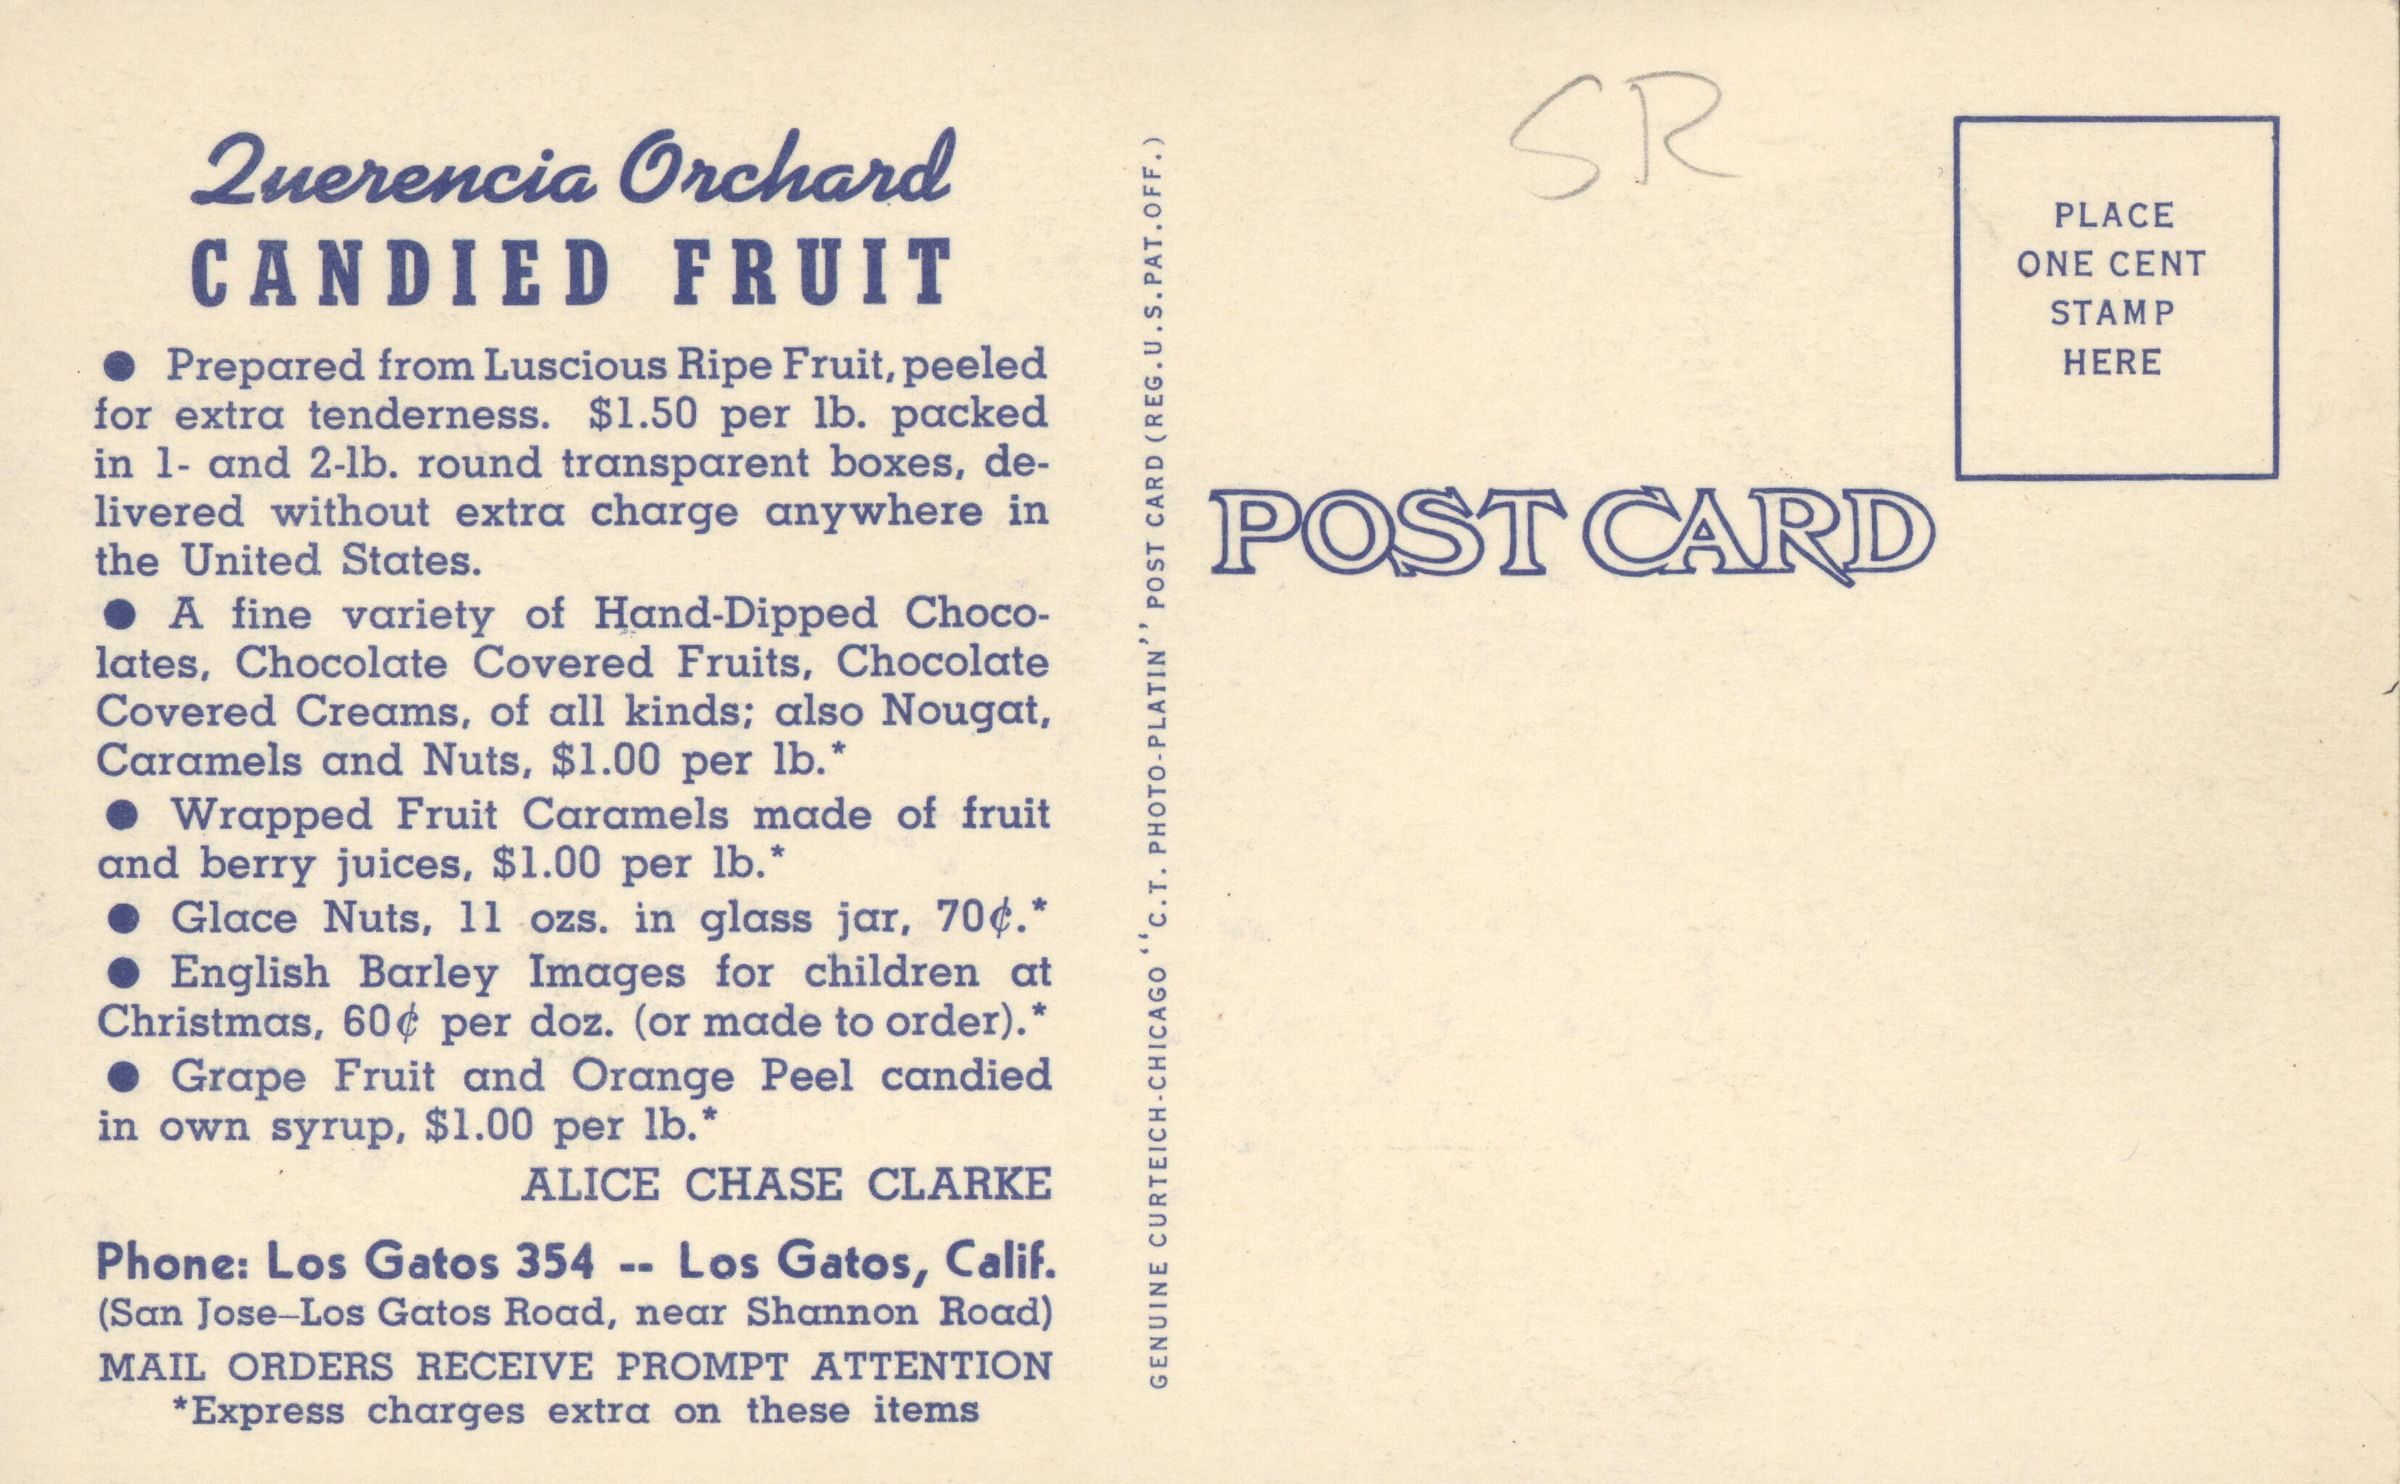 Querencia Orchard
CANDIED FRUIT
● Prepared from Luscious Ripe Fruit, peeled
for extra tenderness. $1.50 per lb. packed
in 1- and 2-lb. round transparent boxes, de-
livered without extra charge anywhere in
the United States.
● A fine variety of Hand-Dipped Choco-
lates, Chocolate Covered Fruits, Chocolate
Covered Creams, of all kinds; also Nougat,
Caramels and Nuts, $1.00 per lb.*
● Wrapped Fruit Caramels made of fruit
and berry juices, $1.00 per lb.*
● Glace Nuts, 11 ozs. in glass jar, 70¢.*
● English Barley Images for children at
Christmas, 60¢ per doz. (or made to order).*
● Grape Fruit and Orange Peel candied
in own syrup, $1.00 per lb.*
ALICE CHASE CLARKE
Phone: Los Gatos 354 -- Los Gatos, Calif.
(San Jose–Los Gatos Road, near Shannon Road)
MAIL ORDERS RECEIVE PROMPT ATTENTION
*Express charges extra on these items
GENUINE CURTEICH-CHICAGO "C.T. PHOTO-PLATIN" POST CARD (REG.U.S.PAT.OFF.)
SR
POST CARD
PLACE
ONE CENT
STAMP
HERE